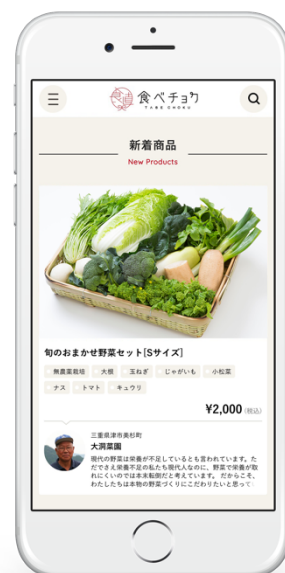 食べチョク
TABE CHOKU
新着商品
New Products
旬のおまかせ野菜セット[Sサイズ]
無農薬栽培 大根 玉ねぎ じゃがいも 小松菜
ナス トマト キュウリ
¥2,000(税込)
三重県津市美杉町
大洞菜園
現代の野菜は栄養が不足しているとも言われています。た
だでさえ栄養不足の私たち現代人なのに、野菜で栄養が取
れにくいのでは本末転倒だと考えています。 だからこそ、
わたしたちは本物の野菜づくりにこだわりたいと思って